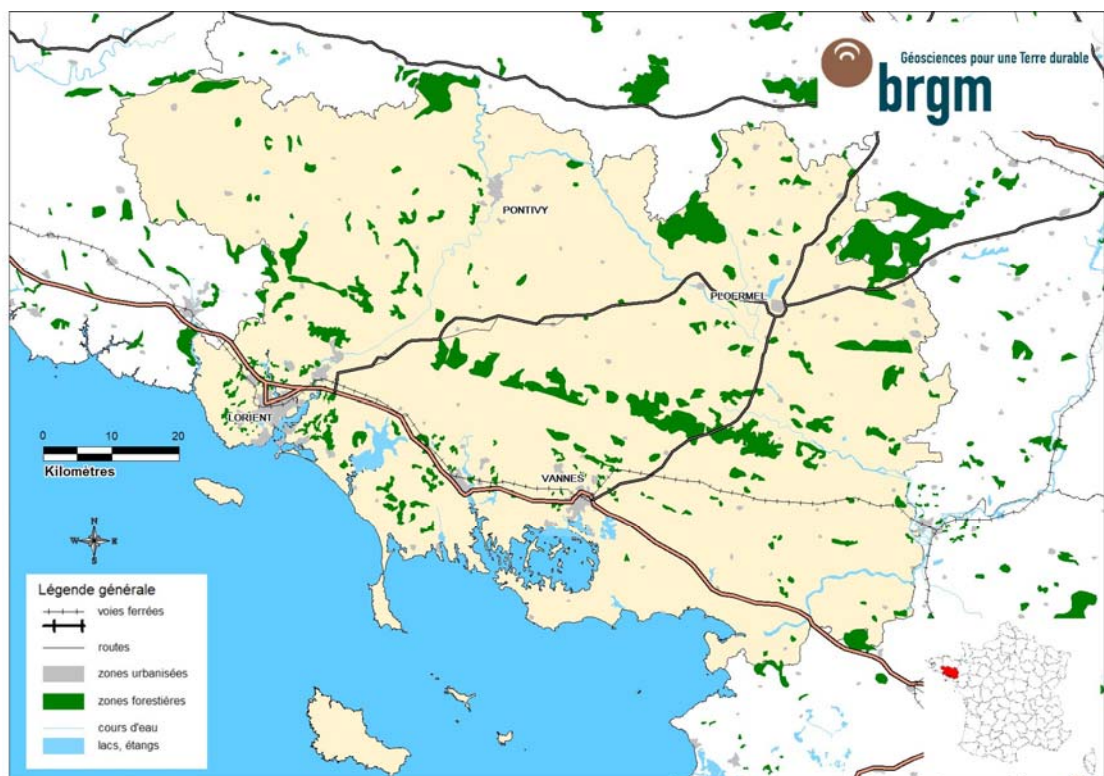 Géosciences pour une Terre durable
brgm
PONTIVY
PLOERMEL
LORIENT
0 10 20
Kilomètres
VANNES
N
W E
S
Légende générale
voies ferrées
routes
zones urbanisées
zones forestières
cours d'eau
lacs, étangs